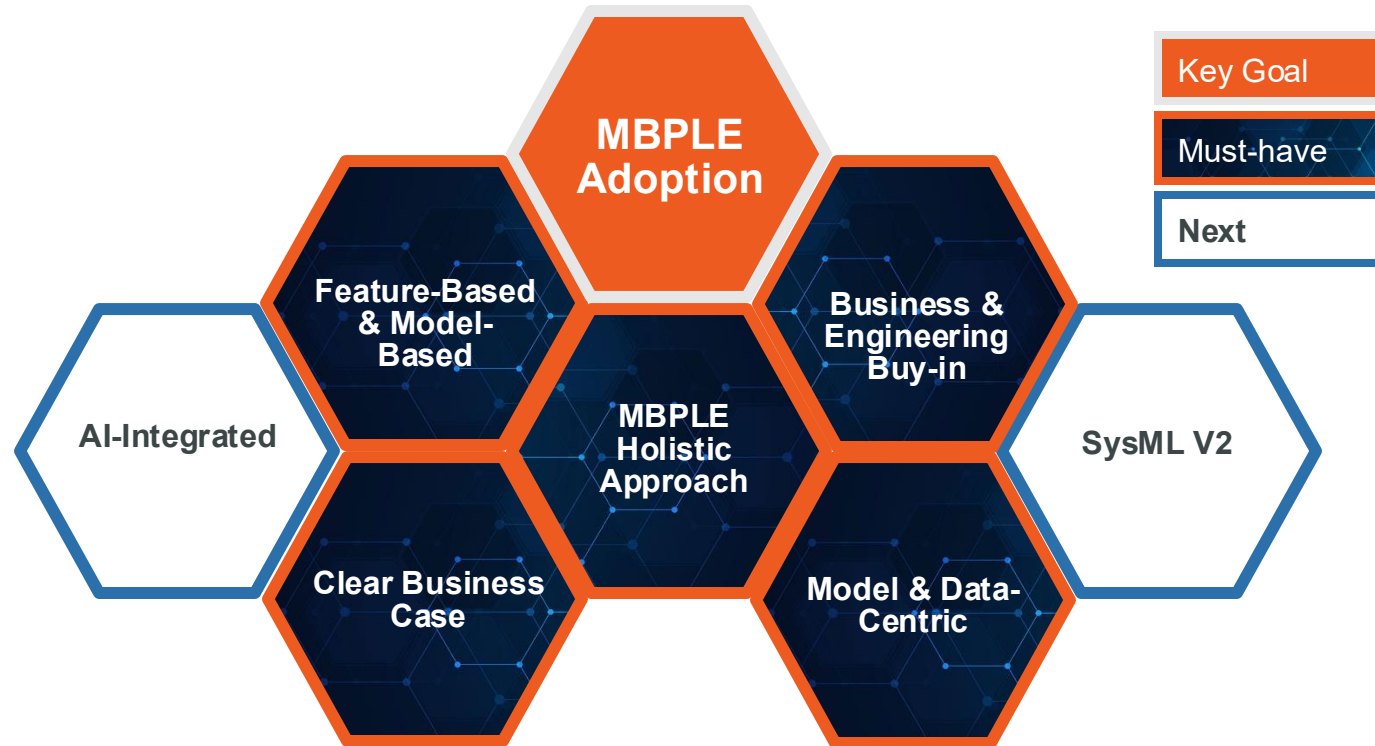 MBPLE
Adoption
Key Goal
Must-have
Next
Feature-Based
& Model-
Based
Business &
Engineering
Buy-in
AI-Integrated
MBPLE
Holistic
Approach
SysML V2
Clear Business
Case
Model & Data-
Centric